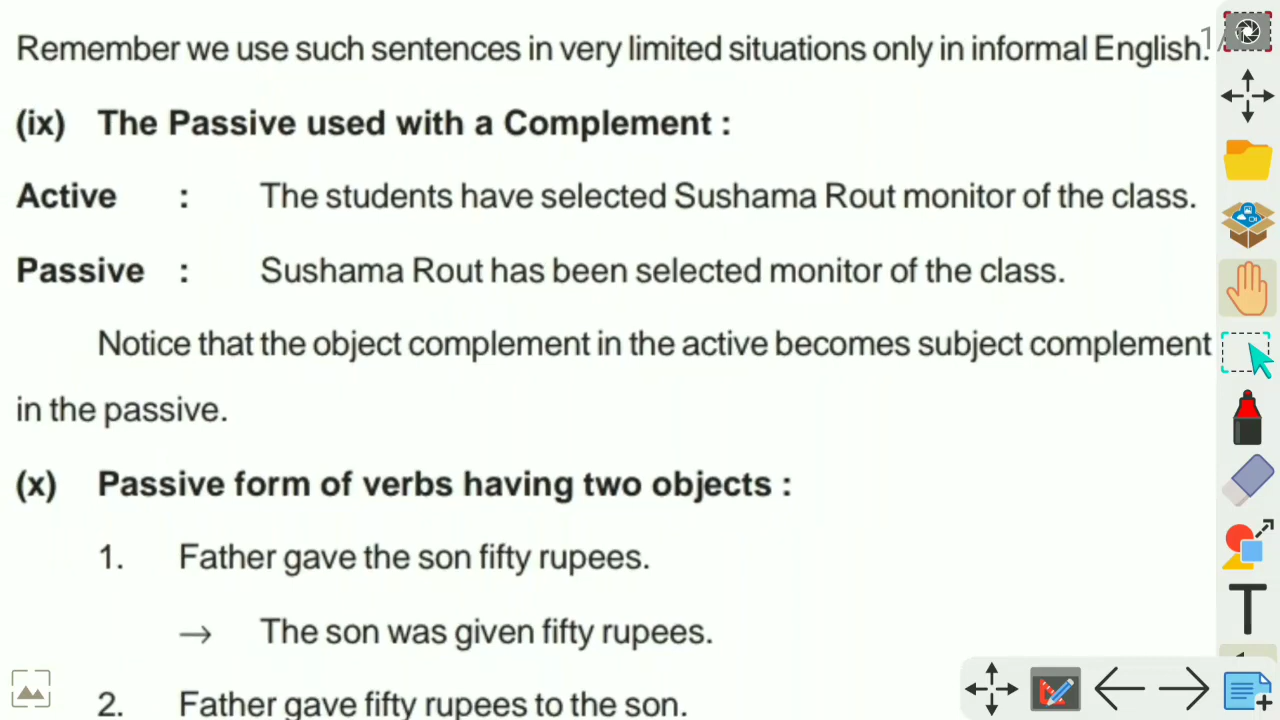 Remember we use such sentences in very limited situations only in informal English.
(ix) The Passive used with a Complement :
Active : The students have selected Sushama Rout monitor of the class.
Passive : Sushama Rout has been selected monitor of the class.
Notice that the object complement in the active becomes subject complement
in the passive.
(x) Passive form of verbs having two objects :
1. Father gave the son fifty rupees.
→ The son was given fifty rupees.
2. Father gave fifty rupees to the son.